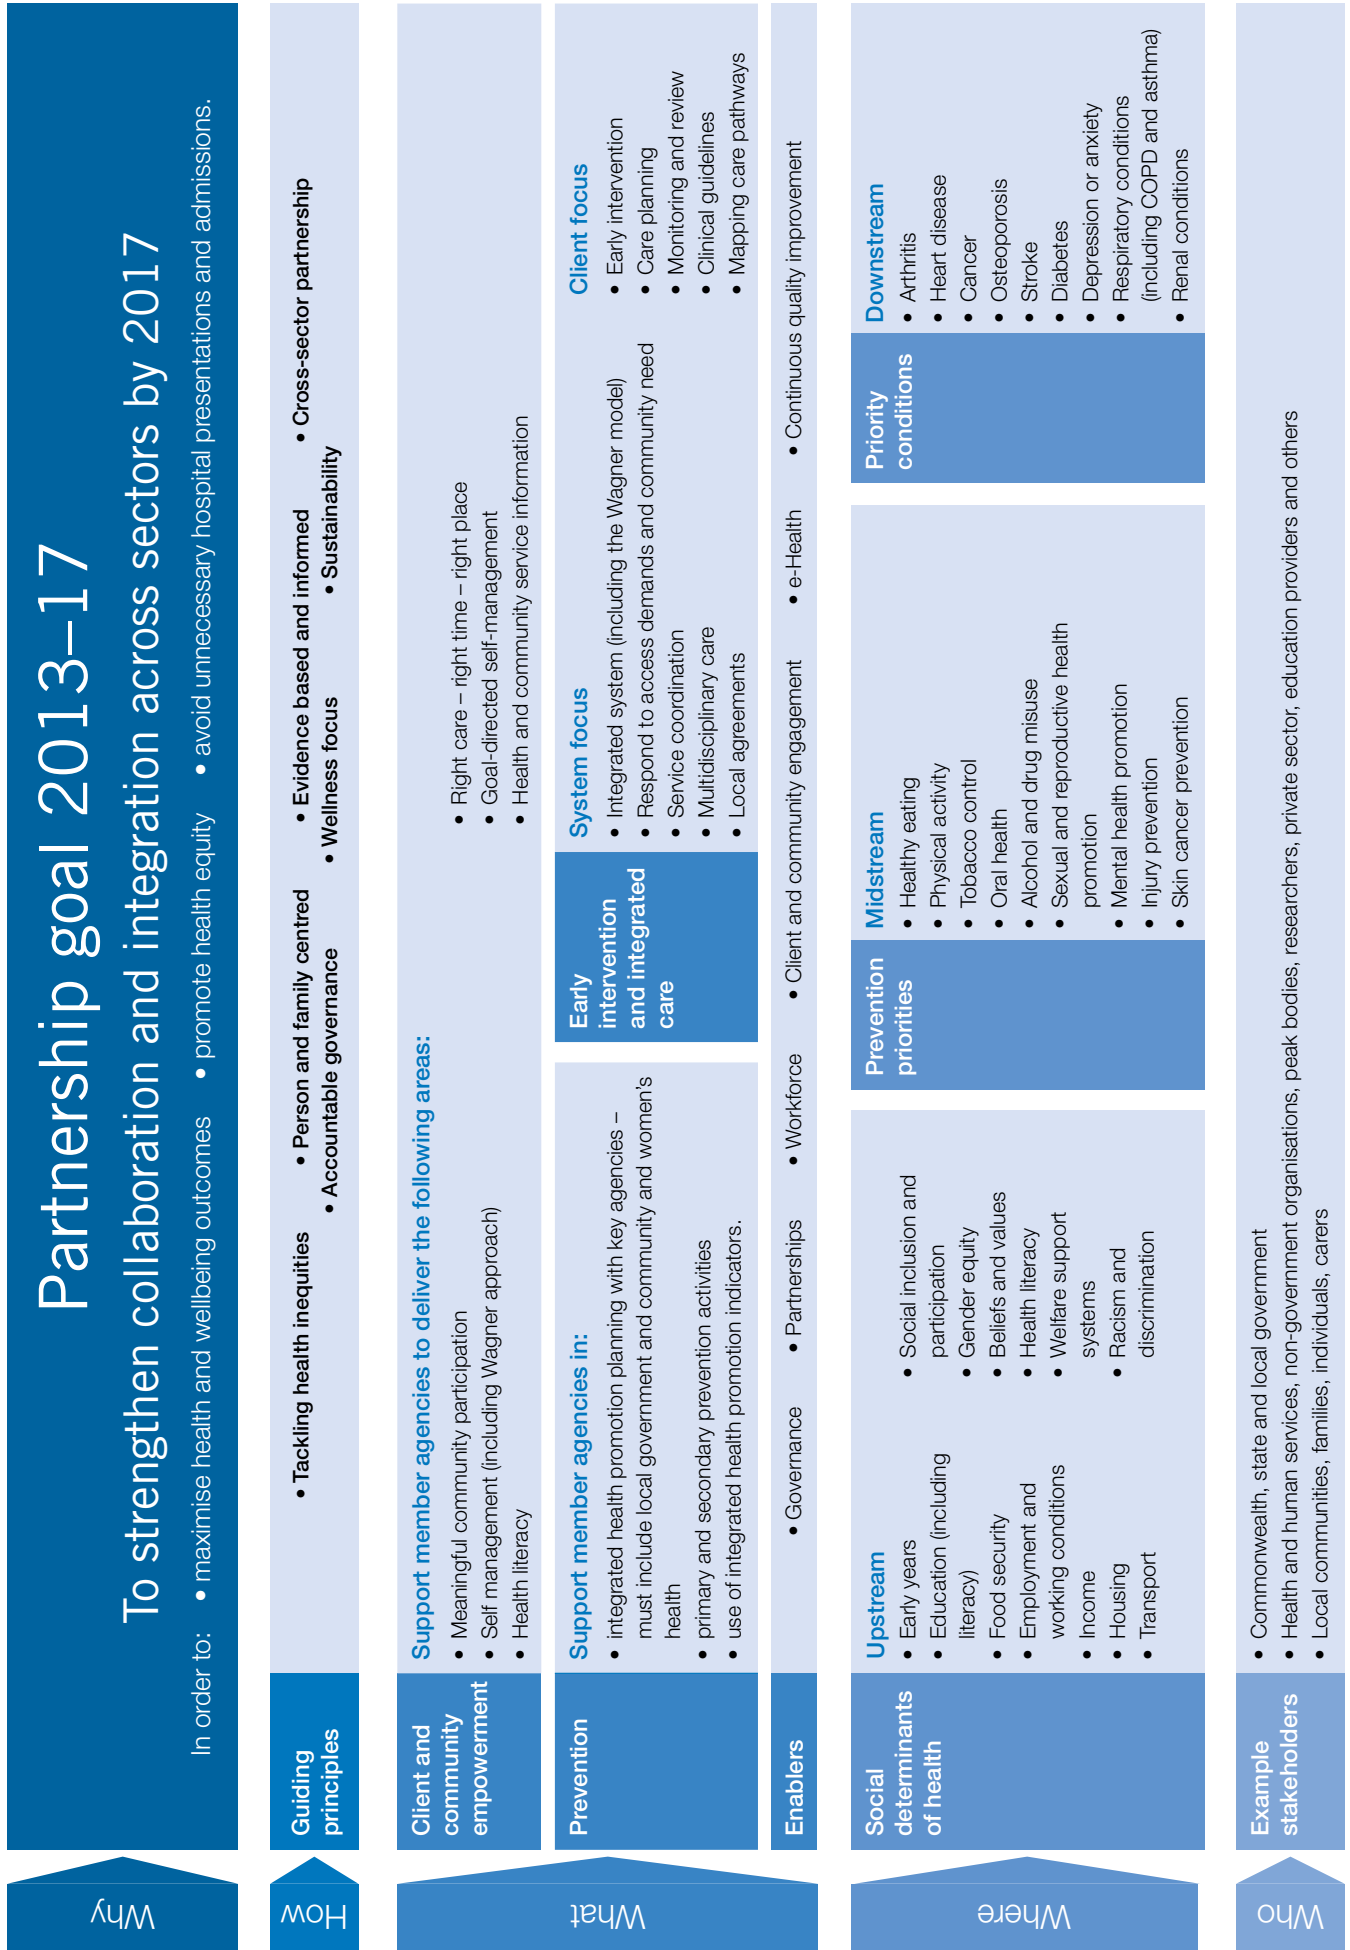 Why
Partnership goal 2013–17
To strengthen collaboration and integration across sectors by 2017
In order to: • maximise health and wellbeing outcomes • promote health equity • avoid unnecessary hospital presentations and admissions.
How
Guiding
principles
• Tackling health inequities • Person and family centred • Evidence based and informed • Cross-sector partnership
• Accountable governance • Wellness focus • Sustainability
What
Client and
community
empowerment
Support member agencies to deliver the following areas:
• Meaningful community participation
• Self management (including Wagner approach)
• Health literacy
• Right care – right time – right place
• Goal-directed self-management
• Health and community service information
Prevention
Support member agencies in:
• integrated health promotion planning with key agencies –
must include local government and community and women's
health
• primary and secondary prevention activities
• use of integrated health promotion indicators.
Early
intervention
and integrated
care
System focus
• Integrated system (including the Wagner model)
• Respond to access demands and community need
• Service coordination
• Multidisciplinary care
• Local agreements
Client focus
• Early intervention
• Care planning
• Monitoring and review
• Clinical guidelines
• Mapping care pathways
Enablers
• Governance • Partnerships • Workforce • Client and community engagement • e-Health • Continuous quality improvement
Where
Social
determinants
of health
Upstream
• Early years
• Education (including
literacy)
• Food security
• Employment and
working conditions
• Income
• Housing
• Transport
• Social inclusion and
participation
• Gender equity
• Beliefs and values
• Health literacy
• Welfare support
systems
• Racism and
discrimination
Prevention
priorities
Midstream
• Healthy eating
• Physical activity
• Tobacco control
• Oral health
• Alcohol and drug misuse
• Sexual and reproductive health
promotion
• Mental health promotion
• Injury prevention
• Skin cancer prevention
Priority
conditions
Downstream
• Arthritis
• Heart disease
• Cancer
• Osteoporosis
• Stroke
• Diabetes
• Depression or anxiety
• Respiratory conditions
(including COPD and asthma)
• Renal conditions
Who
Example
stakeholders
• Commonwealth, state and local government
• Health and human services, non-government organisations, peak bodies, researchers, private sector, education providers and others
• Local communities, families, individuals, carers